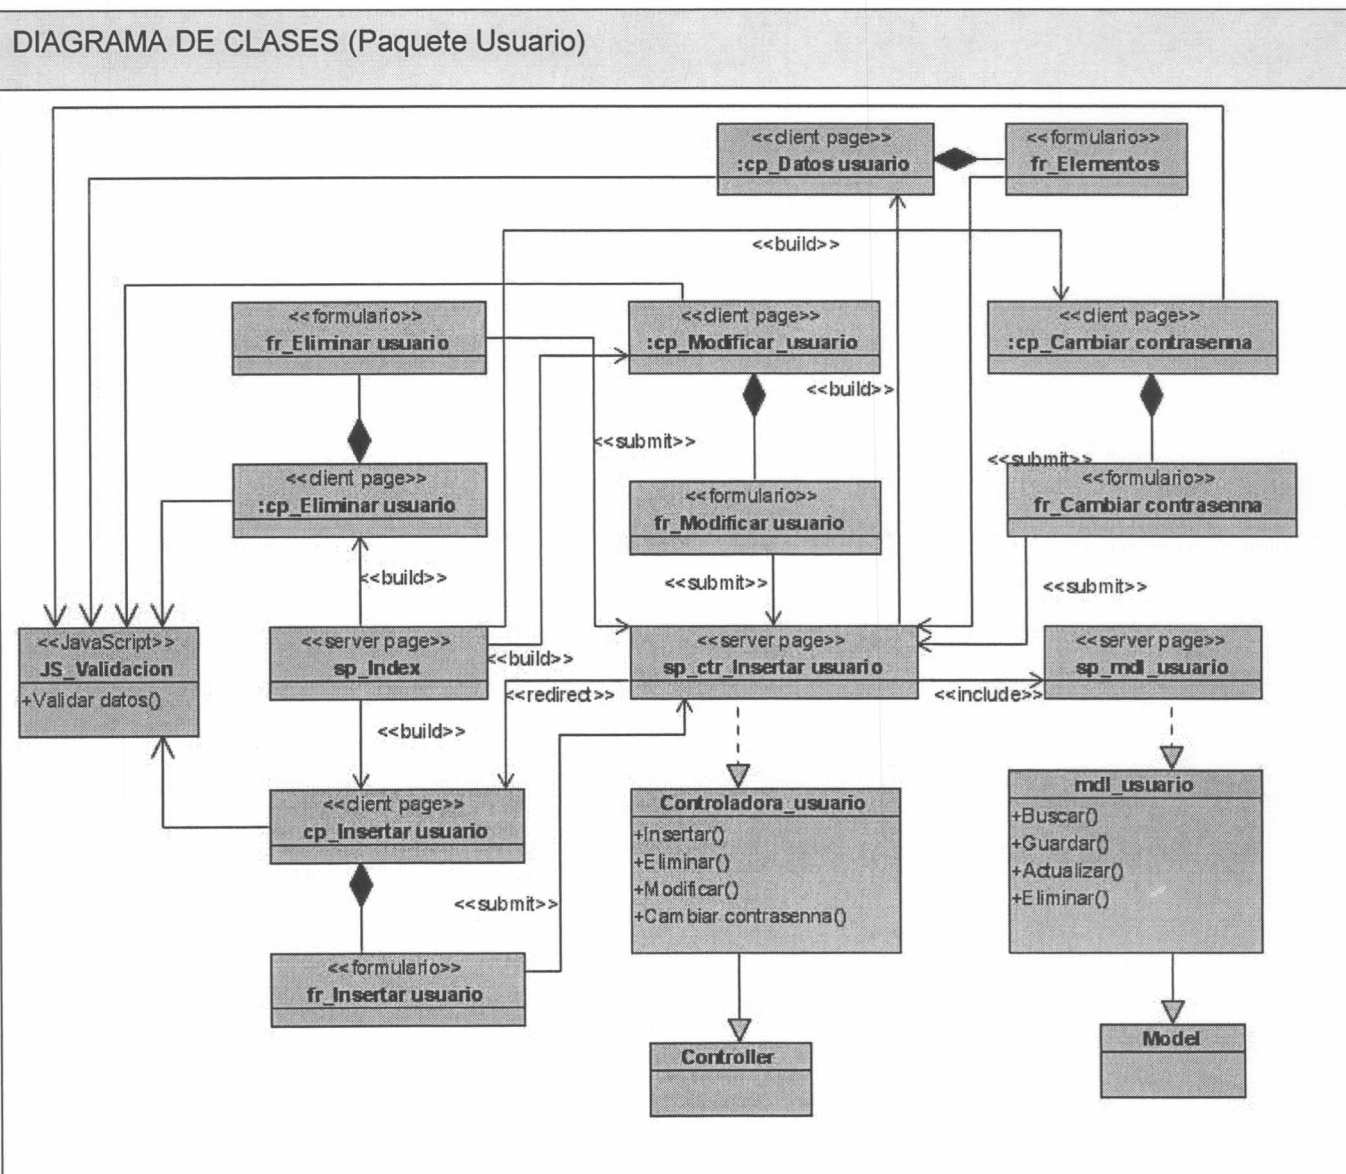 DIAGRAMA DE CLASES (Paquete Usuario)
<<client page>>
:cp_Datos usuario
<<formulario>>
fr_Elementos
<<build>>
<<formulario>>
fr_Eliminar usuario
<<client page>>
:cp_Modificar_usuario
<<client page>>
:cp_Cambiar contrasenna
<<build>>
<<submit>>
<<submit>>
<<client page>>
:cp_Eliminar usuario
<<formulario>>
fr_Modificar usuario
<<formulario>>
fr_Cambiar contrasenna
<<build>>
<<submit>>
<<submit>>
<<JavaScript>>
JS_Validacion
+Validar datos()
<<server page>>
sp_Index
<<build>>
<<server page>>
sp_ctr_Insertar usuario
<<server page>>
sp_mdl_usuario
<<redirect>>
<<include>>
<<build>>
<<client page>>
cp_Insertar usuario
Controladora_usuario
+Insertar()
+Eliminar()
+Modificar()
+Cambiar contrasenna()
mdl_usuario
+Buscar()
+Guardar()
+Actualizar()
+Eliminar()
<<submit>>
<<formulario>>
fr_Insertar usuario
Controller
Model